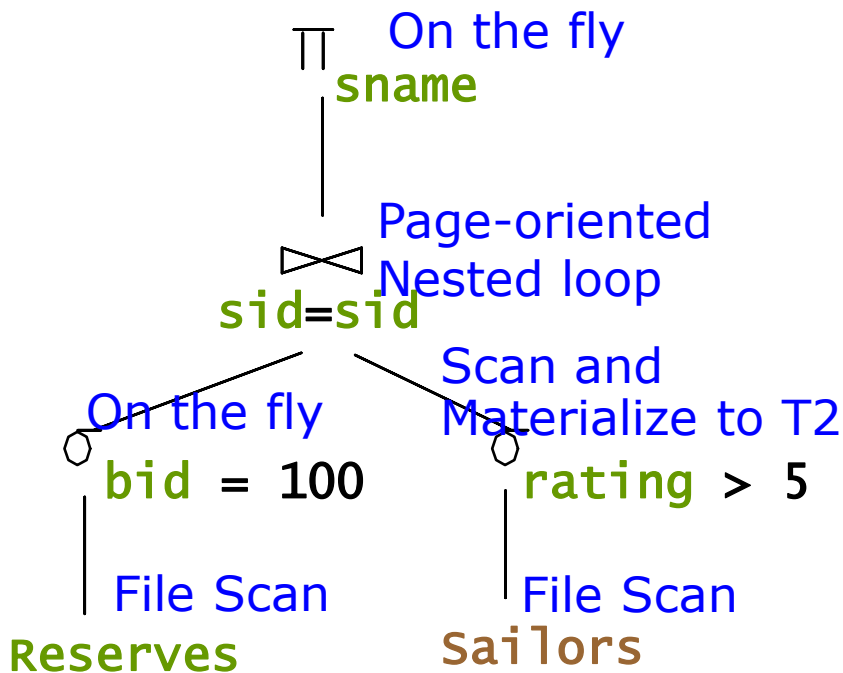 On the fly
sname
Page-oriented
Nested loop
sid=sid
Scan and
On the fly
Materialize to T2
bid = 100
rating > 5
File Scan
File Scan
Reserves
Sailors